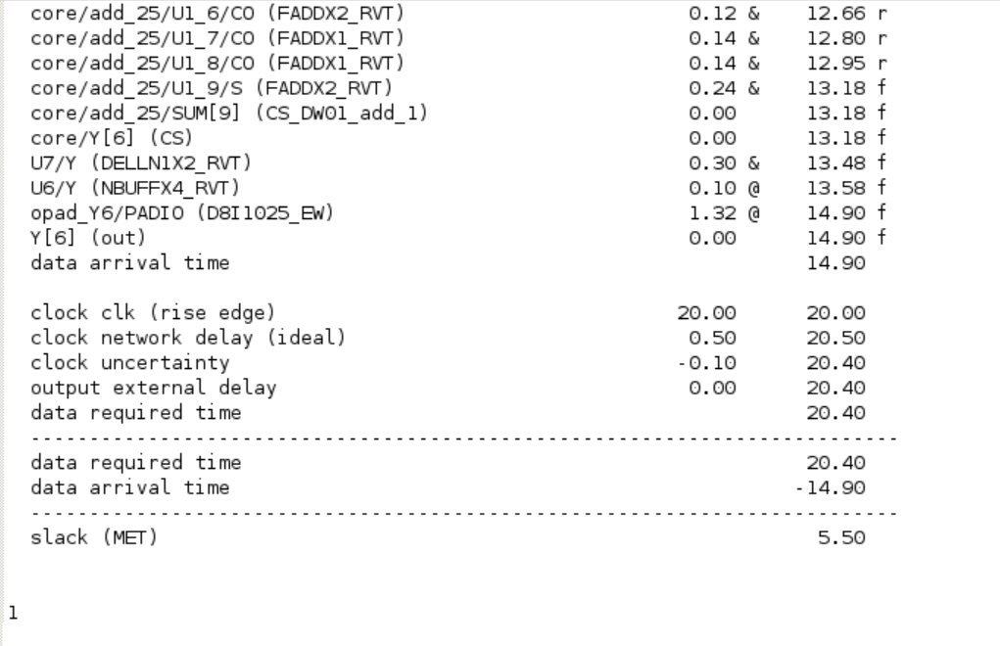 core/add_25/U1_6/CO (FADDX2_RVT) 0.12 & 12.66 r
core/add_25/U1_7/CO (FADDX1_RVT) 0.14 & 12.80 r
core/add_25/U1_8/CO (FADDX1_RVT) 0.14 & 12.95 r
core/add_25/U1_9/S (FADDX2_RVT) 0.24 & 13.18 f
core/add_25/SUM[9] (CS_DW01_add_1) 0.00 13.18 f
core/Y[6] (CS) 0.00 13.18 f
U7/Y (DELLN1X2_RVT) 0.30 & 13.48 f
U6/Y (NBUFFX4_RVT) 0.10 @ 13.58 f
opad_Y6/PADIO (D8I1025_EW) 1.32 @ 14.90 f
Y[6] (out) 0.00 14.90 f
data arrival time 14.90
clock clk (rise edge) 20.00 20.00
clock network delay (ideal) 0.50 20.50
clock uncertainty -0.10 20.40
output external delay 0.00 20.40
data required time 20.40
--------------------------------------------------------------------------
data required time 20.40
data arrival time -14.90
--------------------------------------------------------------------------
slack (MET) 5.50
1